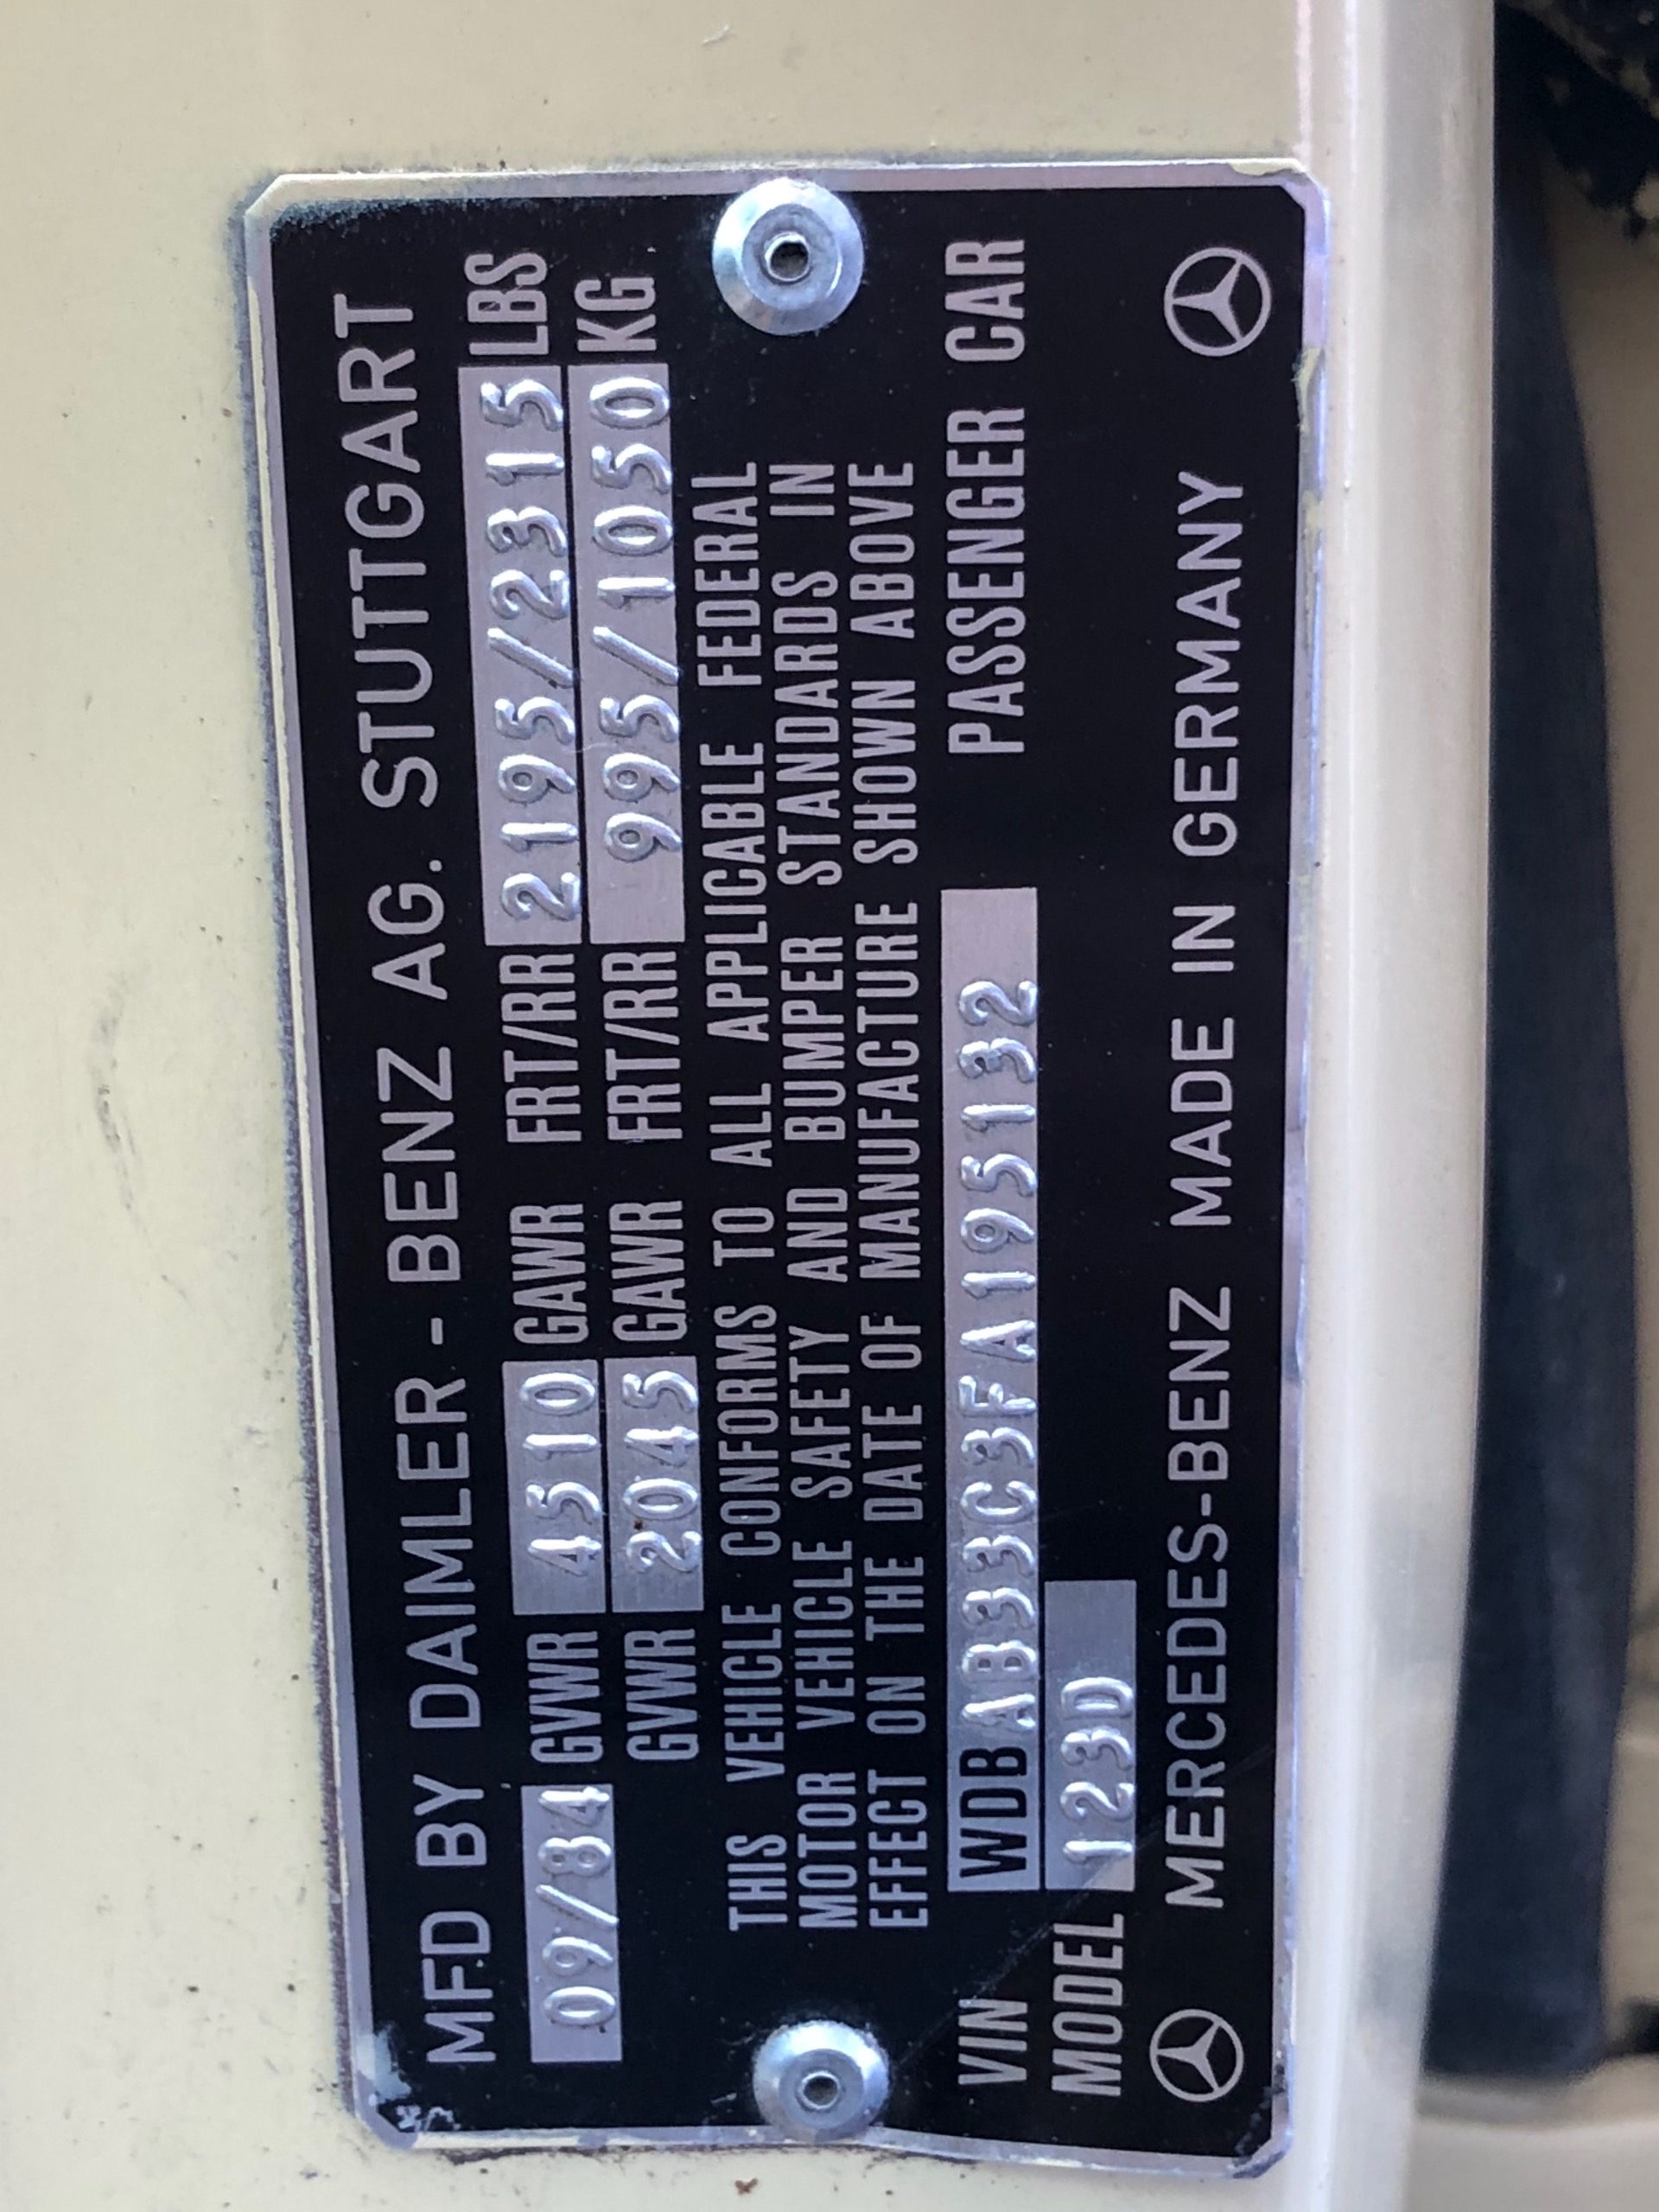 MFD BY DAIMLER - BENZ AG. STUTTGART
09/84 GVWR 4510 GAWR FRT/RR 2195/2315 LBS
GVWR 2045 GAWR FRT/RR 995/1050 KG
THIS VEHICLE CONFORMS TO ALL APPLICABLE FEDERAL
MOTOR VEHICLE SAFETY AND BUMPER STANDARDS IN
EFFECT ON THE DATE OF MANUFACTURE SHOWN ABOVE
VIN WDB AB33C3FA195132 PASSENGER CAR
MODEL 123D
MERCEDES-BENZ MADE IN GERMANY